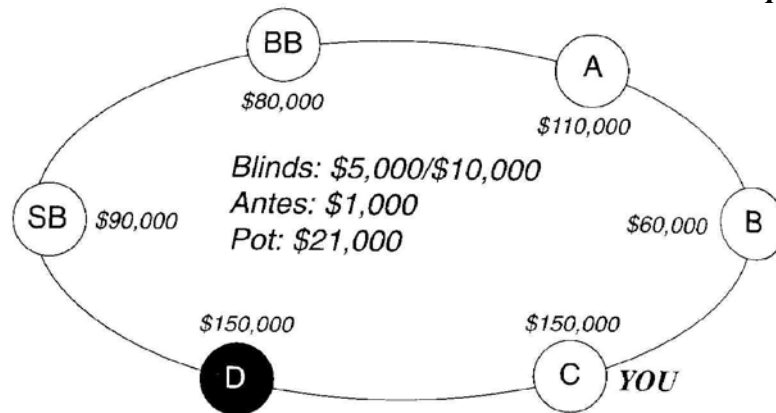 BB
$80,000
A
$110,000
Blinds: $5,000/$10,000
Antes: $1,000
Pot: $21,000
SB
$90,000
$60,000
B
$150,000
D
$150,000
C
YOU